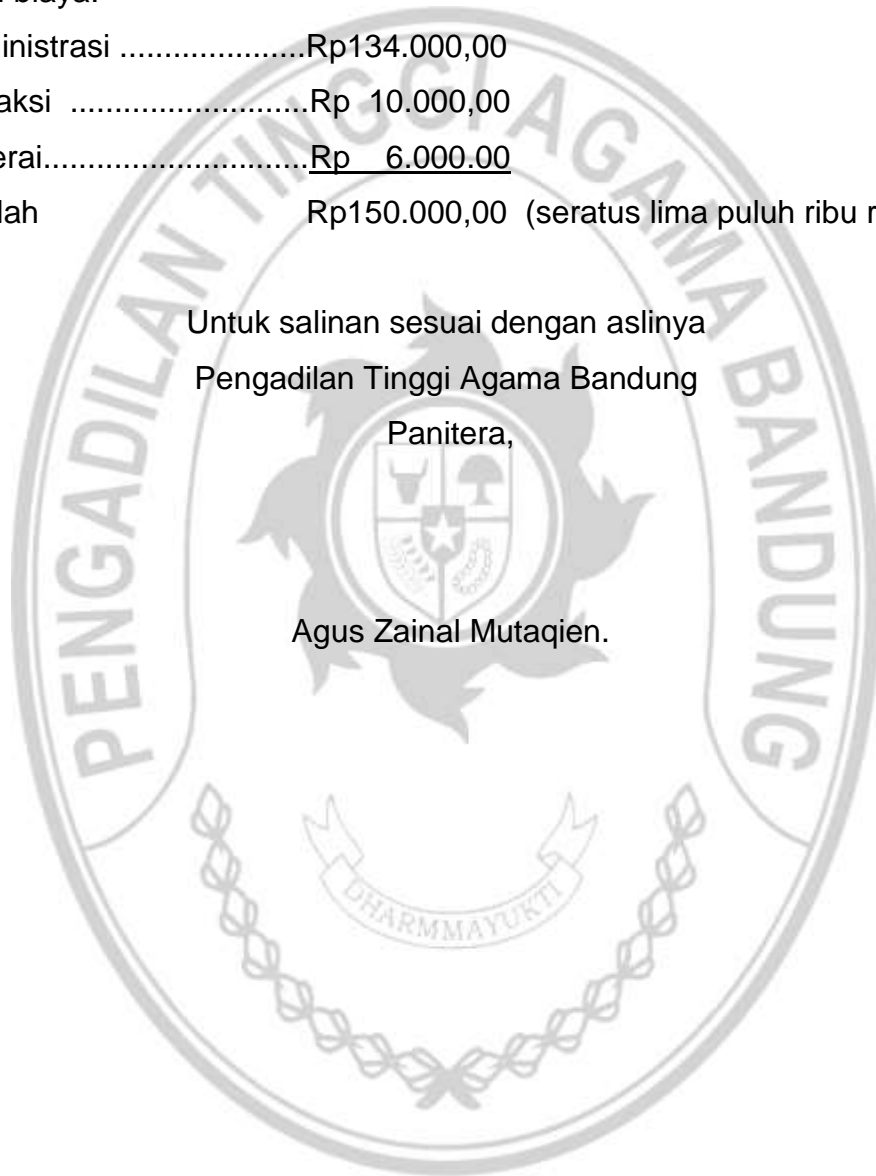 biaya:
inistrasi .....................Rp134.000,00
aksi ...........................Rp 10.000,00
erai..............................Rp 6.000.00
lah Rp150.000,00 (seratus lima puluh ribu r
Untuk salinan sesuai dengan aslinya
Pengadilan Tinggi Agama Bandung
Panitera,
Agus Zainal Mutaqien.
PENGADILAN TINGGI AGAMA BANDUNG
DHARMMAYUKTI